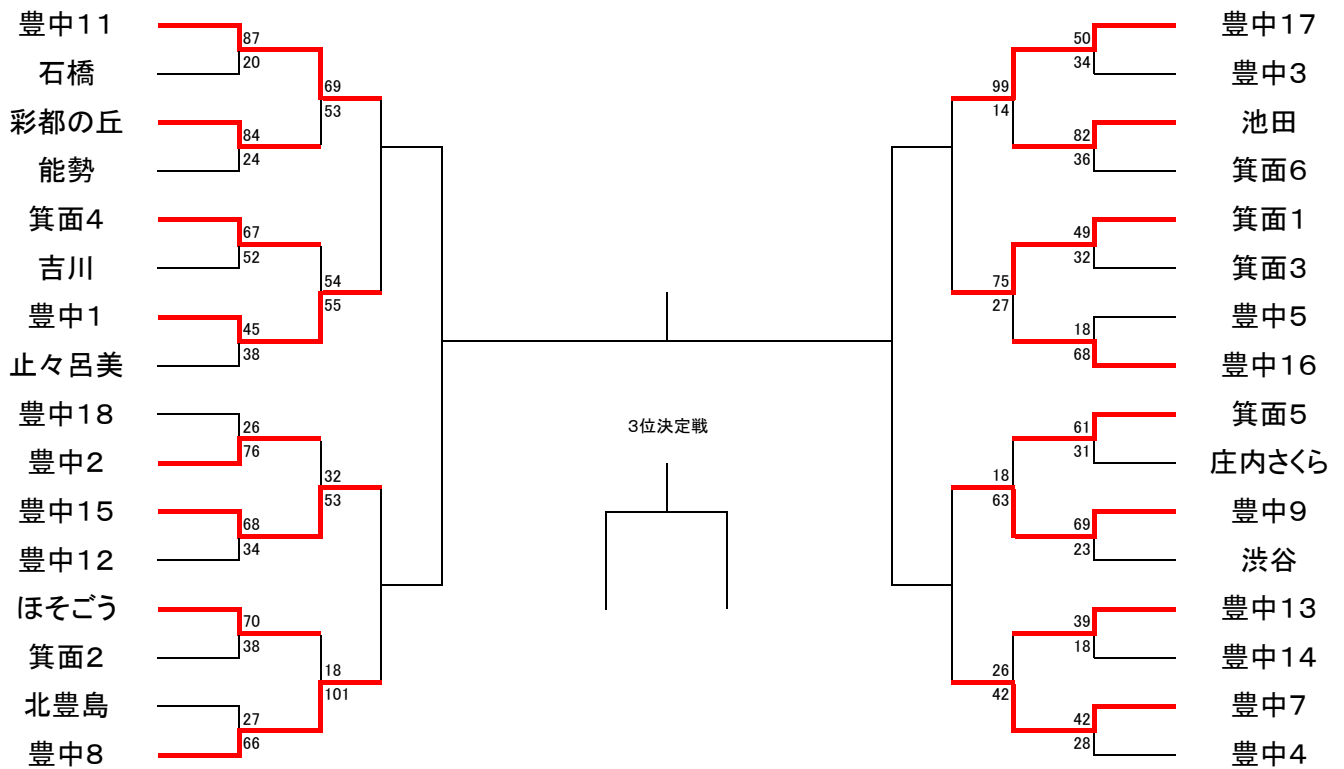 豊中11
87
20
石橋
69
53
彩都の丘
84
24
能勢
箕面4
67
52
吉川
54
55
豊中1
45
38
止々呂美
豊中18
26
76
豊中2
32
53
豊中15
68
34
豊中12
ほそごう
70
38
箕面2
18
101
北豊島
27
66
豊中8
3位決定戦
豊中17
50
34
豊中3
99
14
池田
82
36
箕面6
箕面1
49
32
箕面3
75
27
豊中5
18
68
豊中16
箕面5
61
31
庄内さくら
18
63
豊中9
69
23
渋谷
豊中13
39
18
豊中14
26
42
豊中7
42
28
豊中4